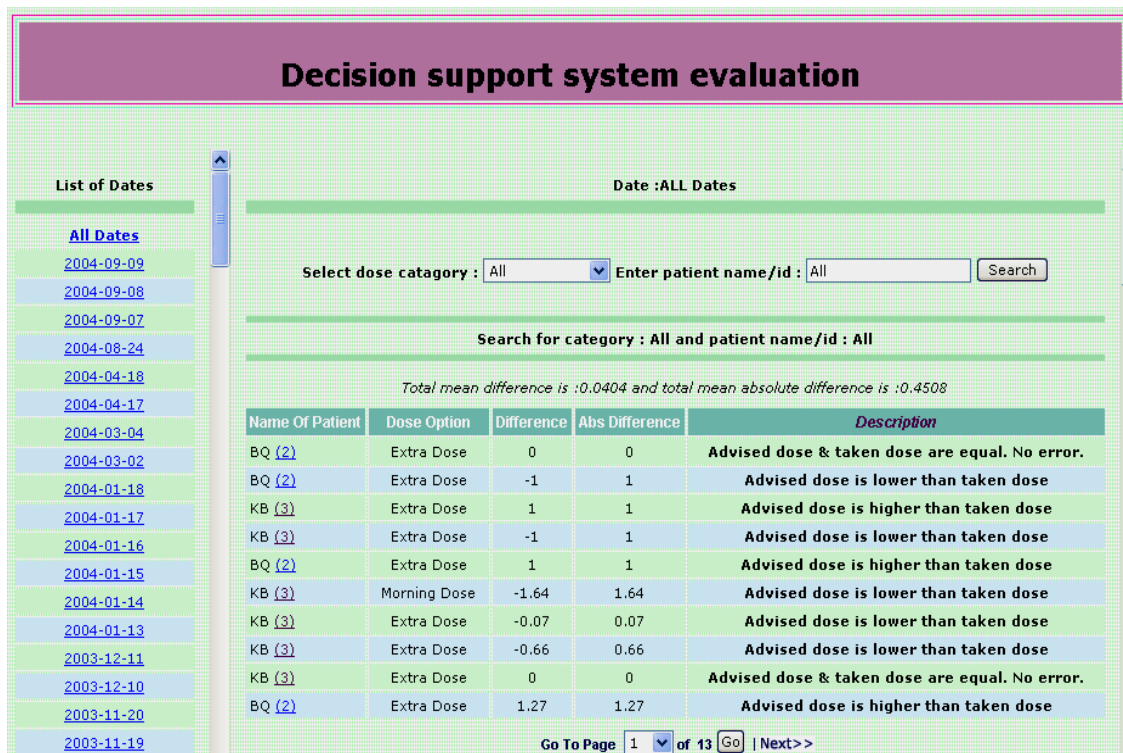 Decision support system evaluation
List of Dates
All Dates
2004-09-09
2004-09-08
2004-09-07
2004-08-24
2004-04-18
2004-04-17
2004-03-04
2004-03-02
2004-01-18
2004-01-17
2004-01-16
2004-01-15
2004-01-14
2004-01-13
2003-12-11
2003-12-10
2003-11-20
2003-11-19
Date :ALL Dates
Select dose catagory : All Enter patient name/id : All Search
Search for category : All and patient name/id : All
Total mean difference is :0.0404 and total mean absolute difference is :0.4508
Name Of Patient Dose Option Difference Abs Difference Description
BQ (2) Extra Dose 0 0 Advised dose & taken dose are equal. No error.
BQ (2) Extra Dose -1 1 Advised dose is lower than taken dose
KB (3) Extra Dose 1 1 Advised dose is higher than taken dose
KB (3) Extra Dose -1 1 Advised dose is lower than taken dose
BQ (2) Extra Dose 1 1 Advised dose is higher than taken dose
KB (3) Morning Dose -1.64 1.64 Advised dose is lower than taken dose
KB (3) Extra Dose -0.07 0.07 Advised dose is lower than taken dose
KB (3) Extra Dose -0.66 0.66 Advised dose is lower than taken dose
KB (3) Extra Dose 0 0 Advised dose & taken dose are equal. No error.
BQ (2) Extra Dose 1.27 1.27 Advised dose is higher than taken dose
Go To Page 1 of 13 Go | Next>>